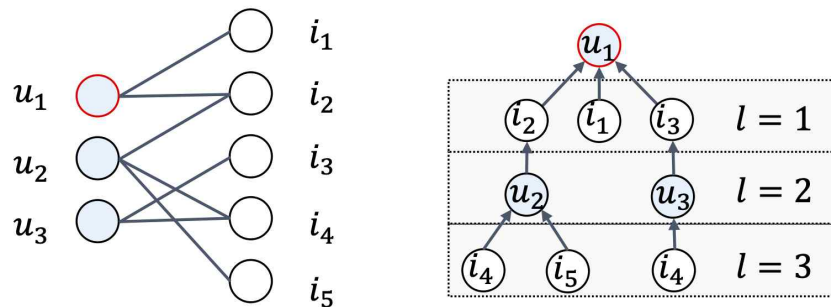 u₁
u₂
u₃
i₁
i₂
i₃
i₄
i₅
u₁
i₂ i₁ i₃ l = 1
u₂ u₃ l = 2
i₄ i₅ i₄ l = 3